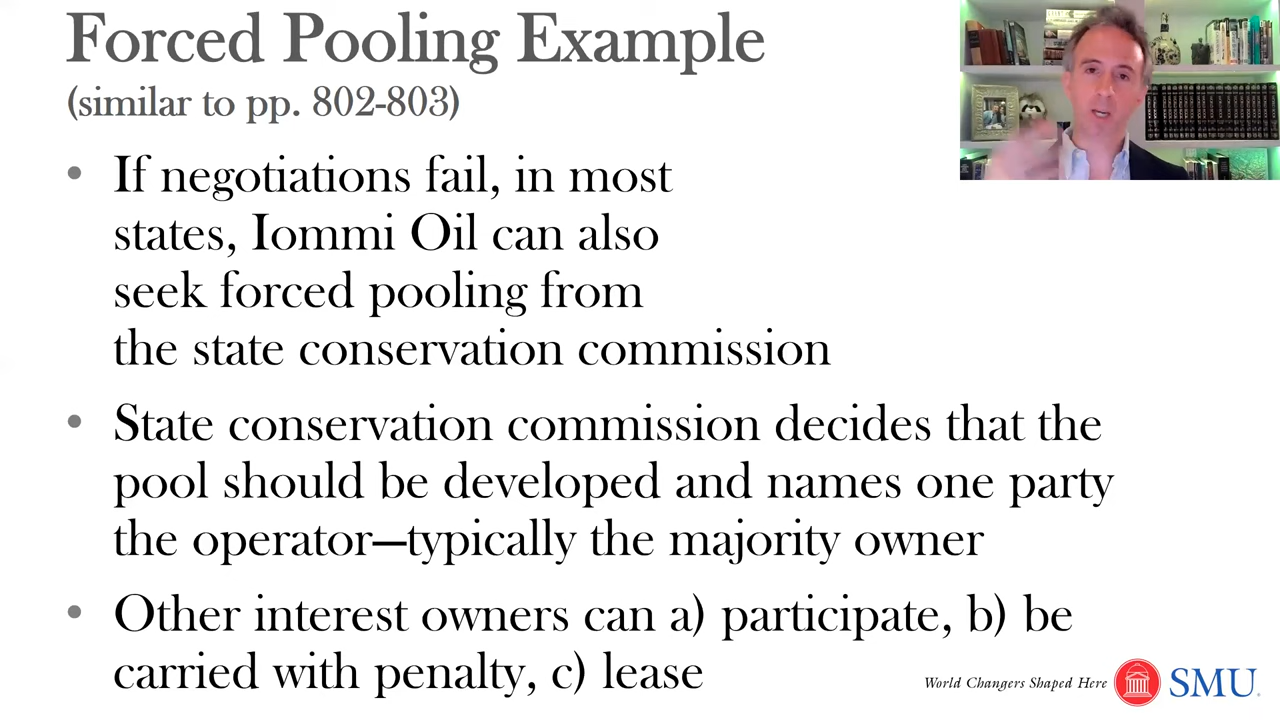 Forced Pooling Example
(similar to pp. 802-803)
• If negotiations fail, in most
states, Iommi Oil can also
seek forced pooling from
the state conservation commission
• State conservation commission decides that the
pool should be developed and names one party
the operator—typically the majority owner
• Other interest owners can a) participate, b) be
carried with penalty, c) lease
World Changers Shaped Here
SMU